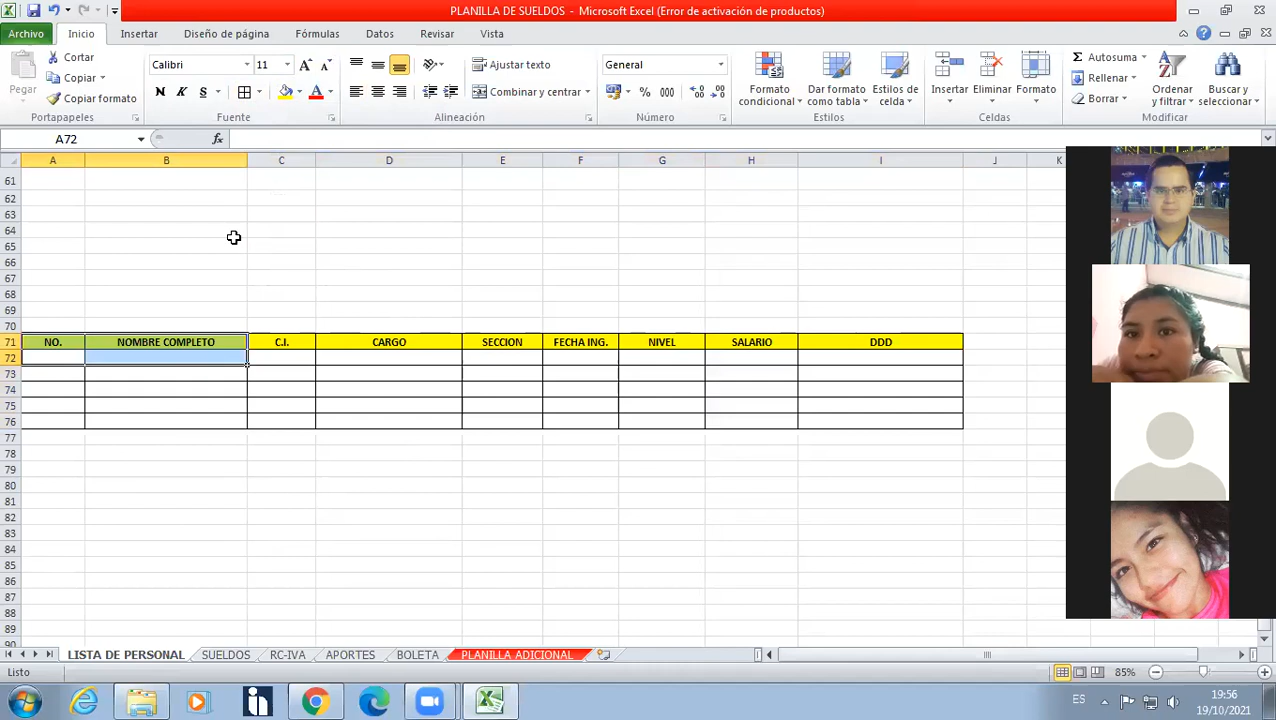 PLANILLA DE SUELDOS - Microsoft Excel (Error de activación de productos)
Archivo Inicio Insertar Diseño de página Fórmulas Datos Revisar Vista
Pegar
Cortar
Copiar
Copiar formato
Portapapeles
Calibri 11
N K S
Fuente
Ajustar texto
Combinar y centrar
Alineación
General
% 000
Número
Formato condicional
Dar formato como tabla
Estilos de celda
Estilos
Insertar
Eliminar
Formato
Celdas
Σ Autosuma
Rellenar
Borrar
Ordenar y filtrar
Buscar y seleccionar
Modificar
A72 fx
A B C D E F G H I J K
61
62
63
64
65
66
67
68
69
70
71 NO. NOMBRE COMPLETO C.I. CARGO SECCION FECHA ING. NIVEL SALARIO DDD
72
73
74
75
76
77
78
79
80
81
82
83
84
85
86
87
88
89
90
LISTA DE PERSONAL SUELDOS RC-IVA APORTES BOLETA PLANILLA ADICIONAL
Listo 85%
ES 19:56
19/10/2021